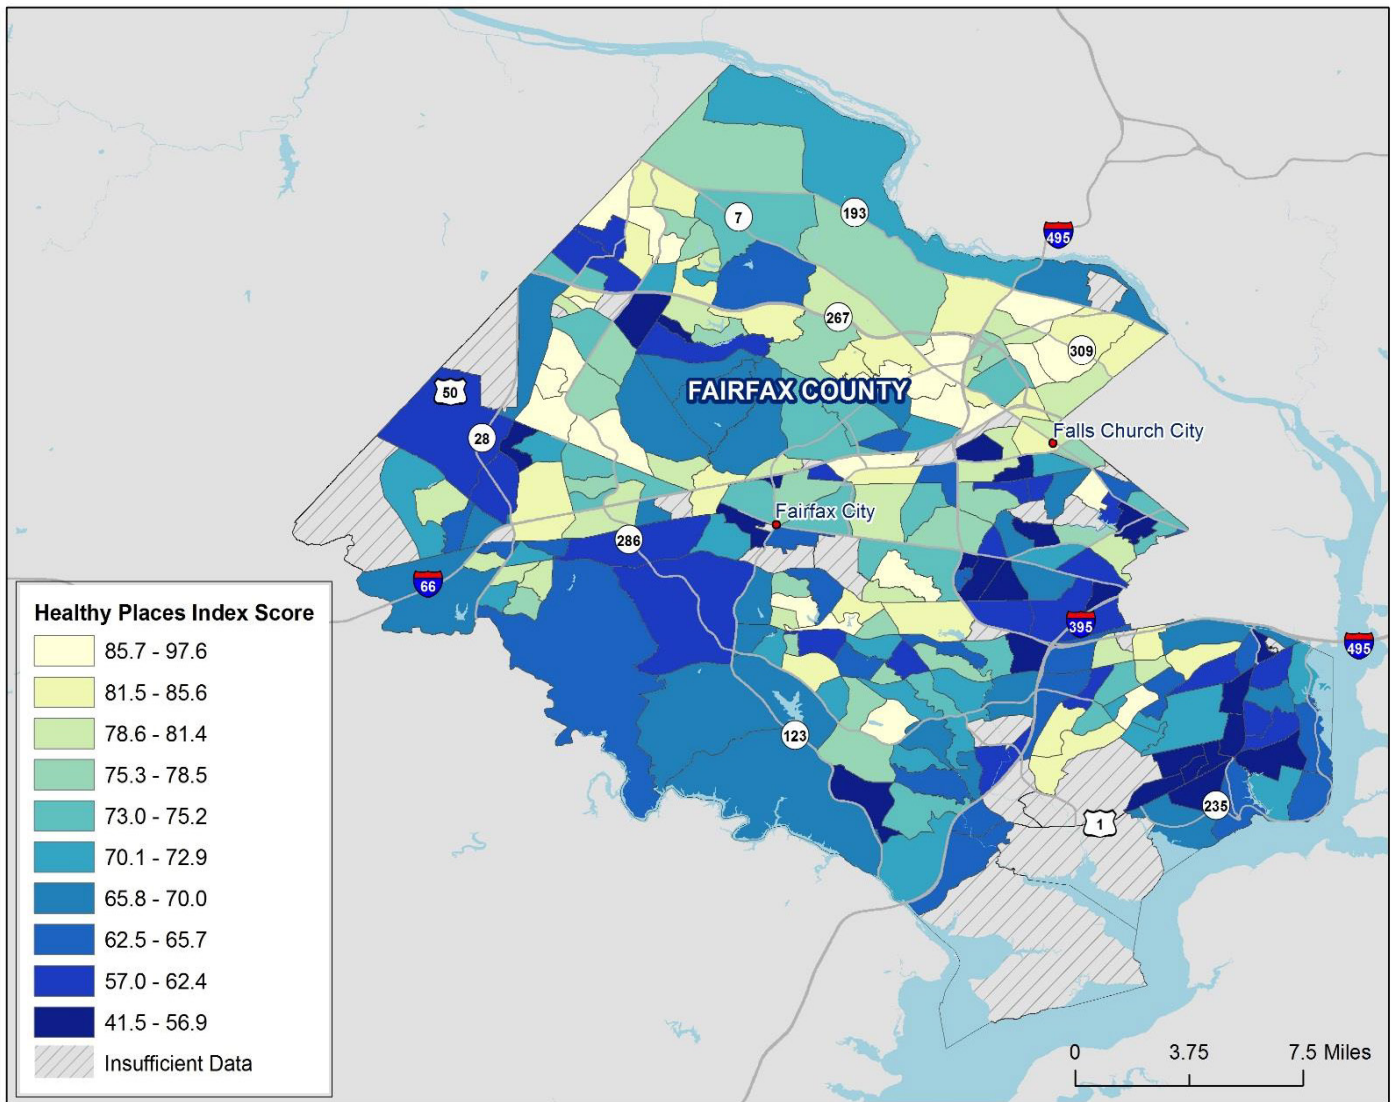 193
7
495
267
309
FAIRFAX COUNTY
50
28
Falls Church City
Fairfax City
286
66
395
495
123
235
1
Healthy Places Index Score
85.7 - 97.6
81.5 - 85.6
78.6 - 81.4
75.3 - 78.5
73.0 - 75.2
70.1 - 72.9
65.8 - 70.0
62.5 - 65.7
57.0 - 62.4
41.5 - 56.9
Insufficient Data
0 3.75 7.5 Miles